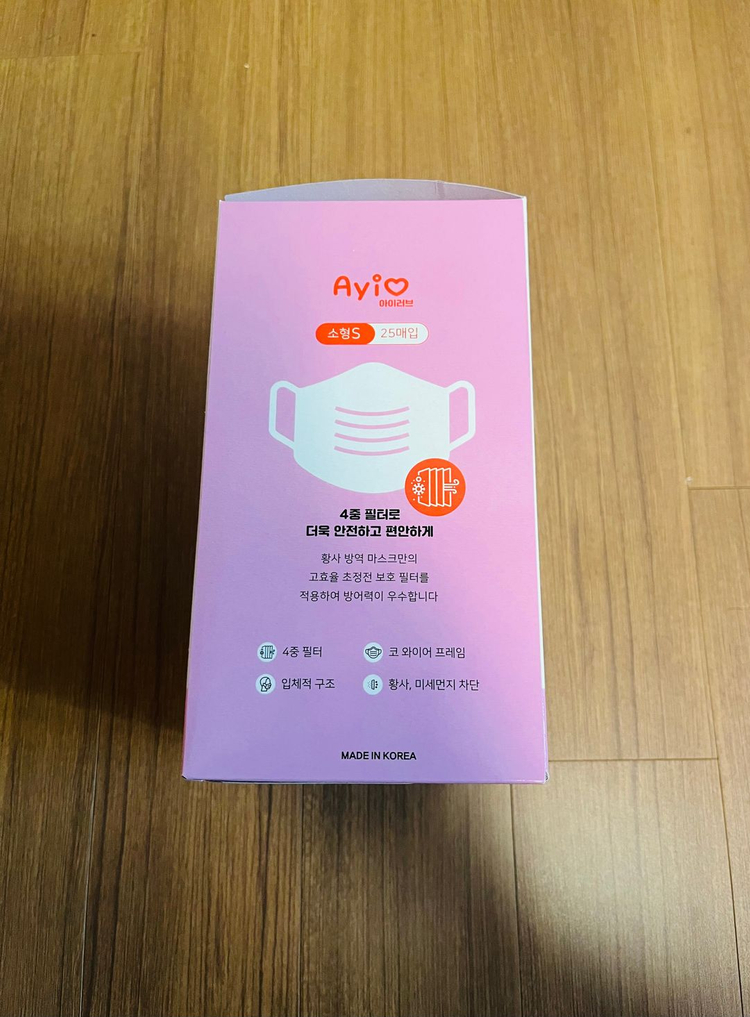 Ayi
아이러브
소형S 25매입
4중 필터로
더욱 안전하고 편안하게
황사 방역 마스크만의
고효율 초정전 보호 필터를
적용하여 방어력이 우수합니다
4중 필터 코 와이어 프레임
입체적 구조 황사, 미세먼지 차단
MADE IN KOREA